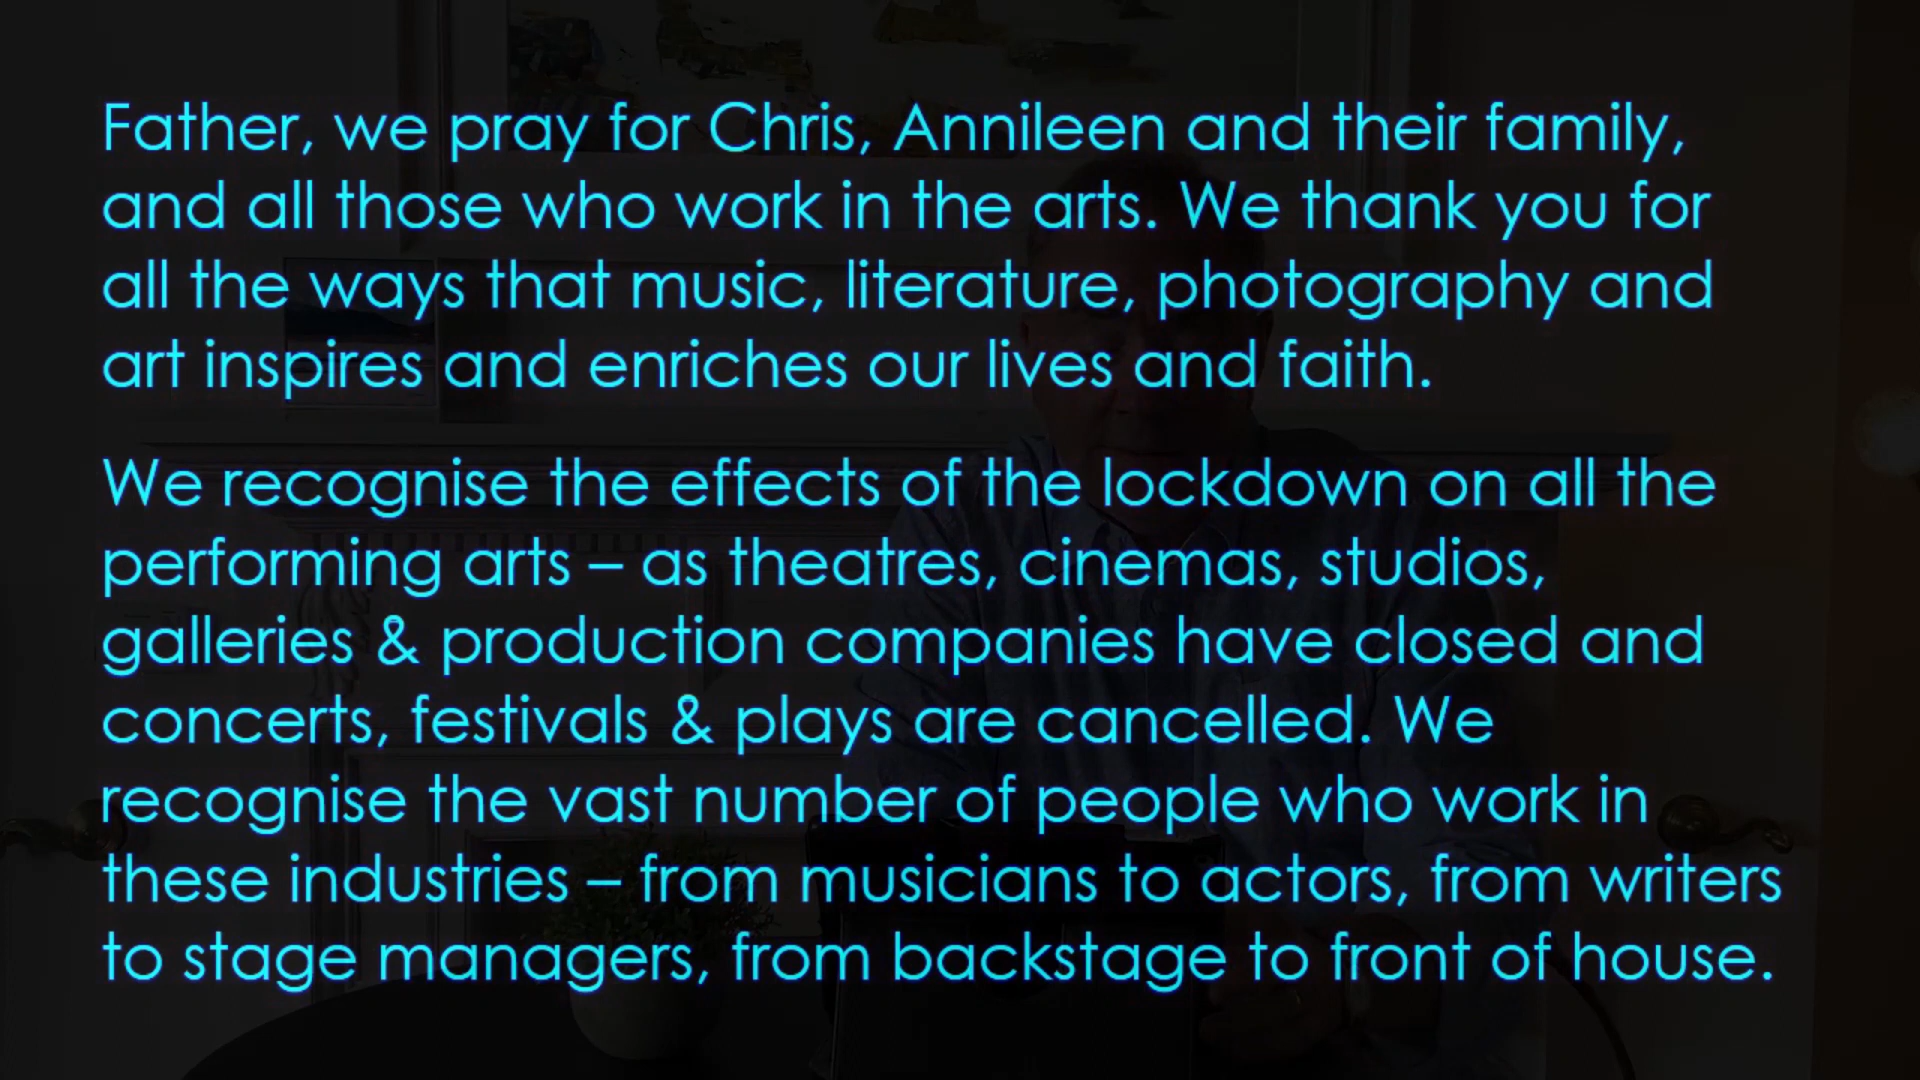 Father, we pray for Chris, Annileen and their family,
and all those who work in the arts. We thank you for
all the ways that music, literature, photography and
art inspires and enriches our lives and faith.
We recognise the effects of the lockdown on all the
performing arts – as theatres, cinemas, studios,
galleries & production companies have closed and
concerts, festivals & plays are cancelled. We
recognise the vast number of people who work in
these industries – from musicians to actors, from writers
to stage managers, from backstage to front of house.